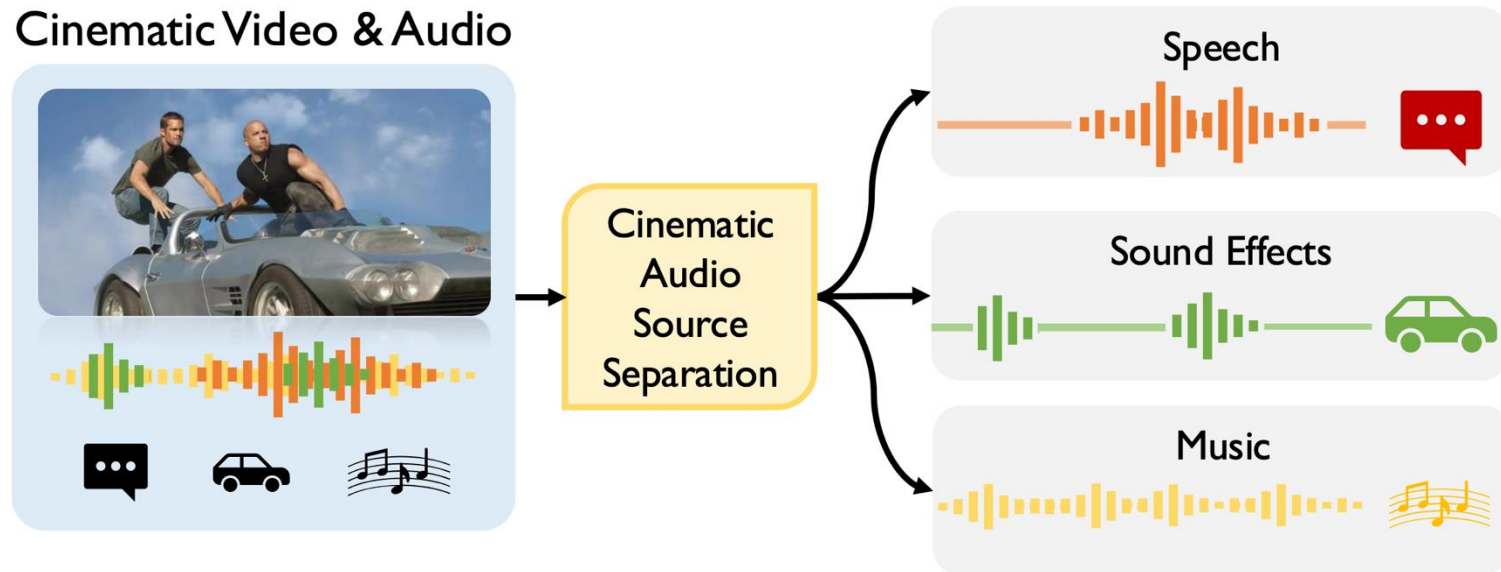 Cinematic Video & Audio
Cinematic
Audio
Source
Separation
Speech
Sound Effects
Music